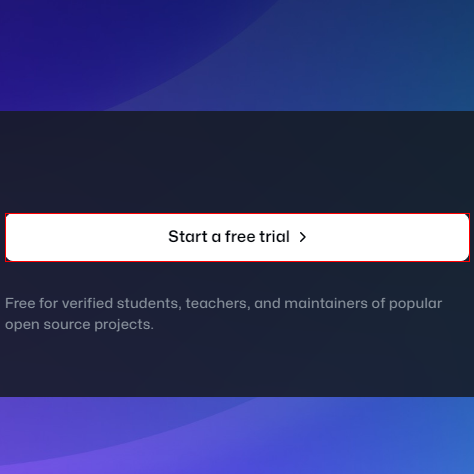 Start a free trial
Free for verified students, teachers, and maintainers of popular
open source projects.